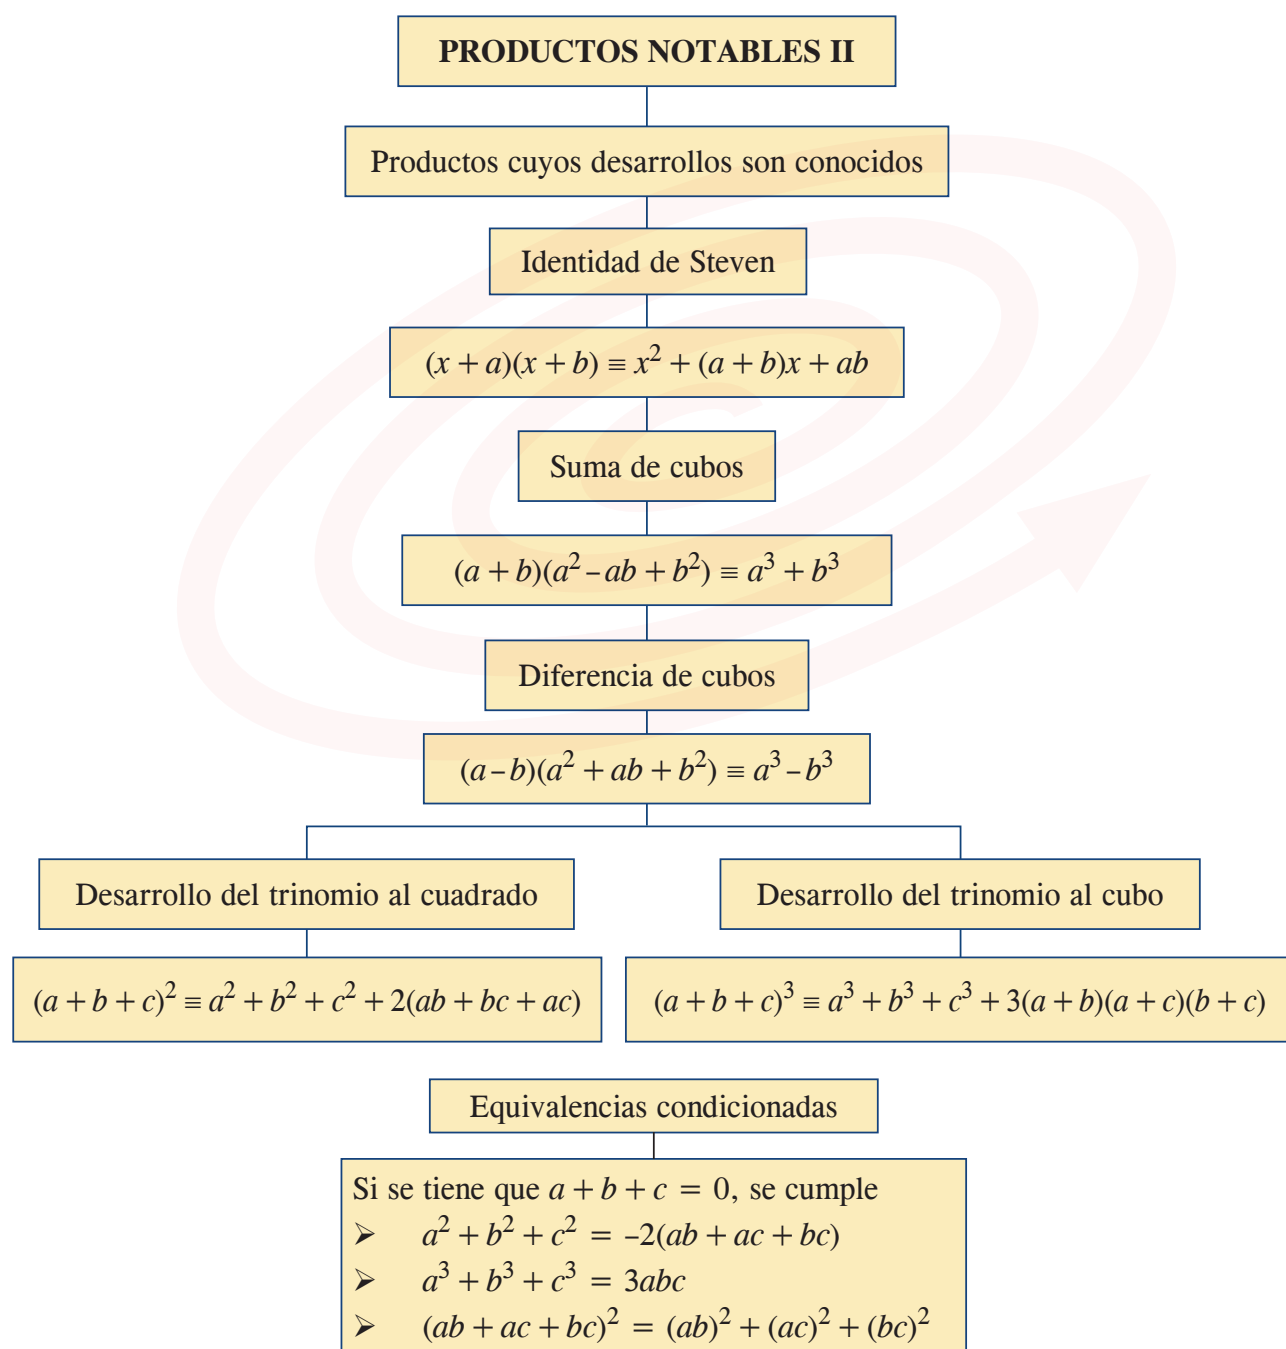 PRODUCTOS NOTABLES II
Productos cuyos desarrollos son conocidos
Identidad de Steven
(x + a)(x + b) ≡ x² + (a + b)x + ab
Suma de cubos
(a + b)(a² – ab + b²) ≡ a³ + b³
Diferencia de cubos
(a – b)(a² + ab + b²) ≡ a³ – b³
Desarrollo del trinomio al cuadrado
(a + b + c)² ≡ a² + b² + c² + 2(ab + bc + ac)
Desarrollo del trinomio al cubo
(a + b + c)³ ≡ a³ + b³ + c³ + 3(a + b)(a + c)(b + c)
Equivalencias condicionadas
Si se tiene que a + b + c = 0, se cumple
➢ a² + b² + c² = –2(ab + ac + bc)
➢ a³ + b³ + c³ = 3abc
➢ (ab + ac + bc)² = (ab)² + (ac)² + (bc)²